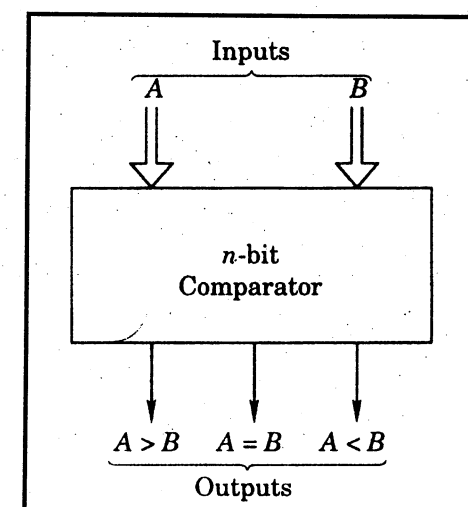 Inputs
A B
n-bit
Comparator
A > B A = B A < B
Outputs